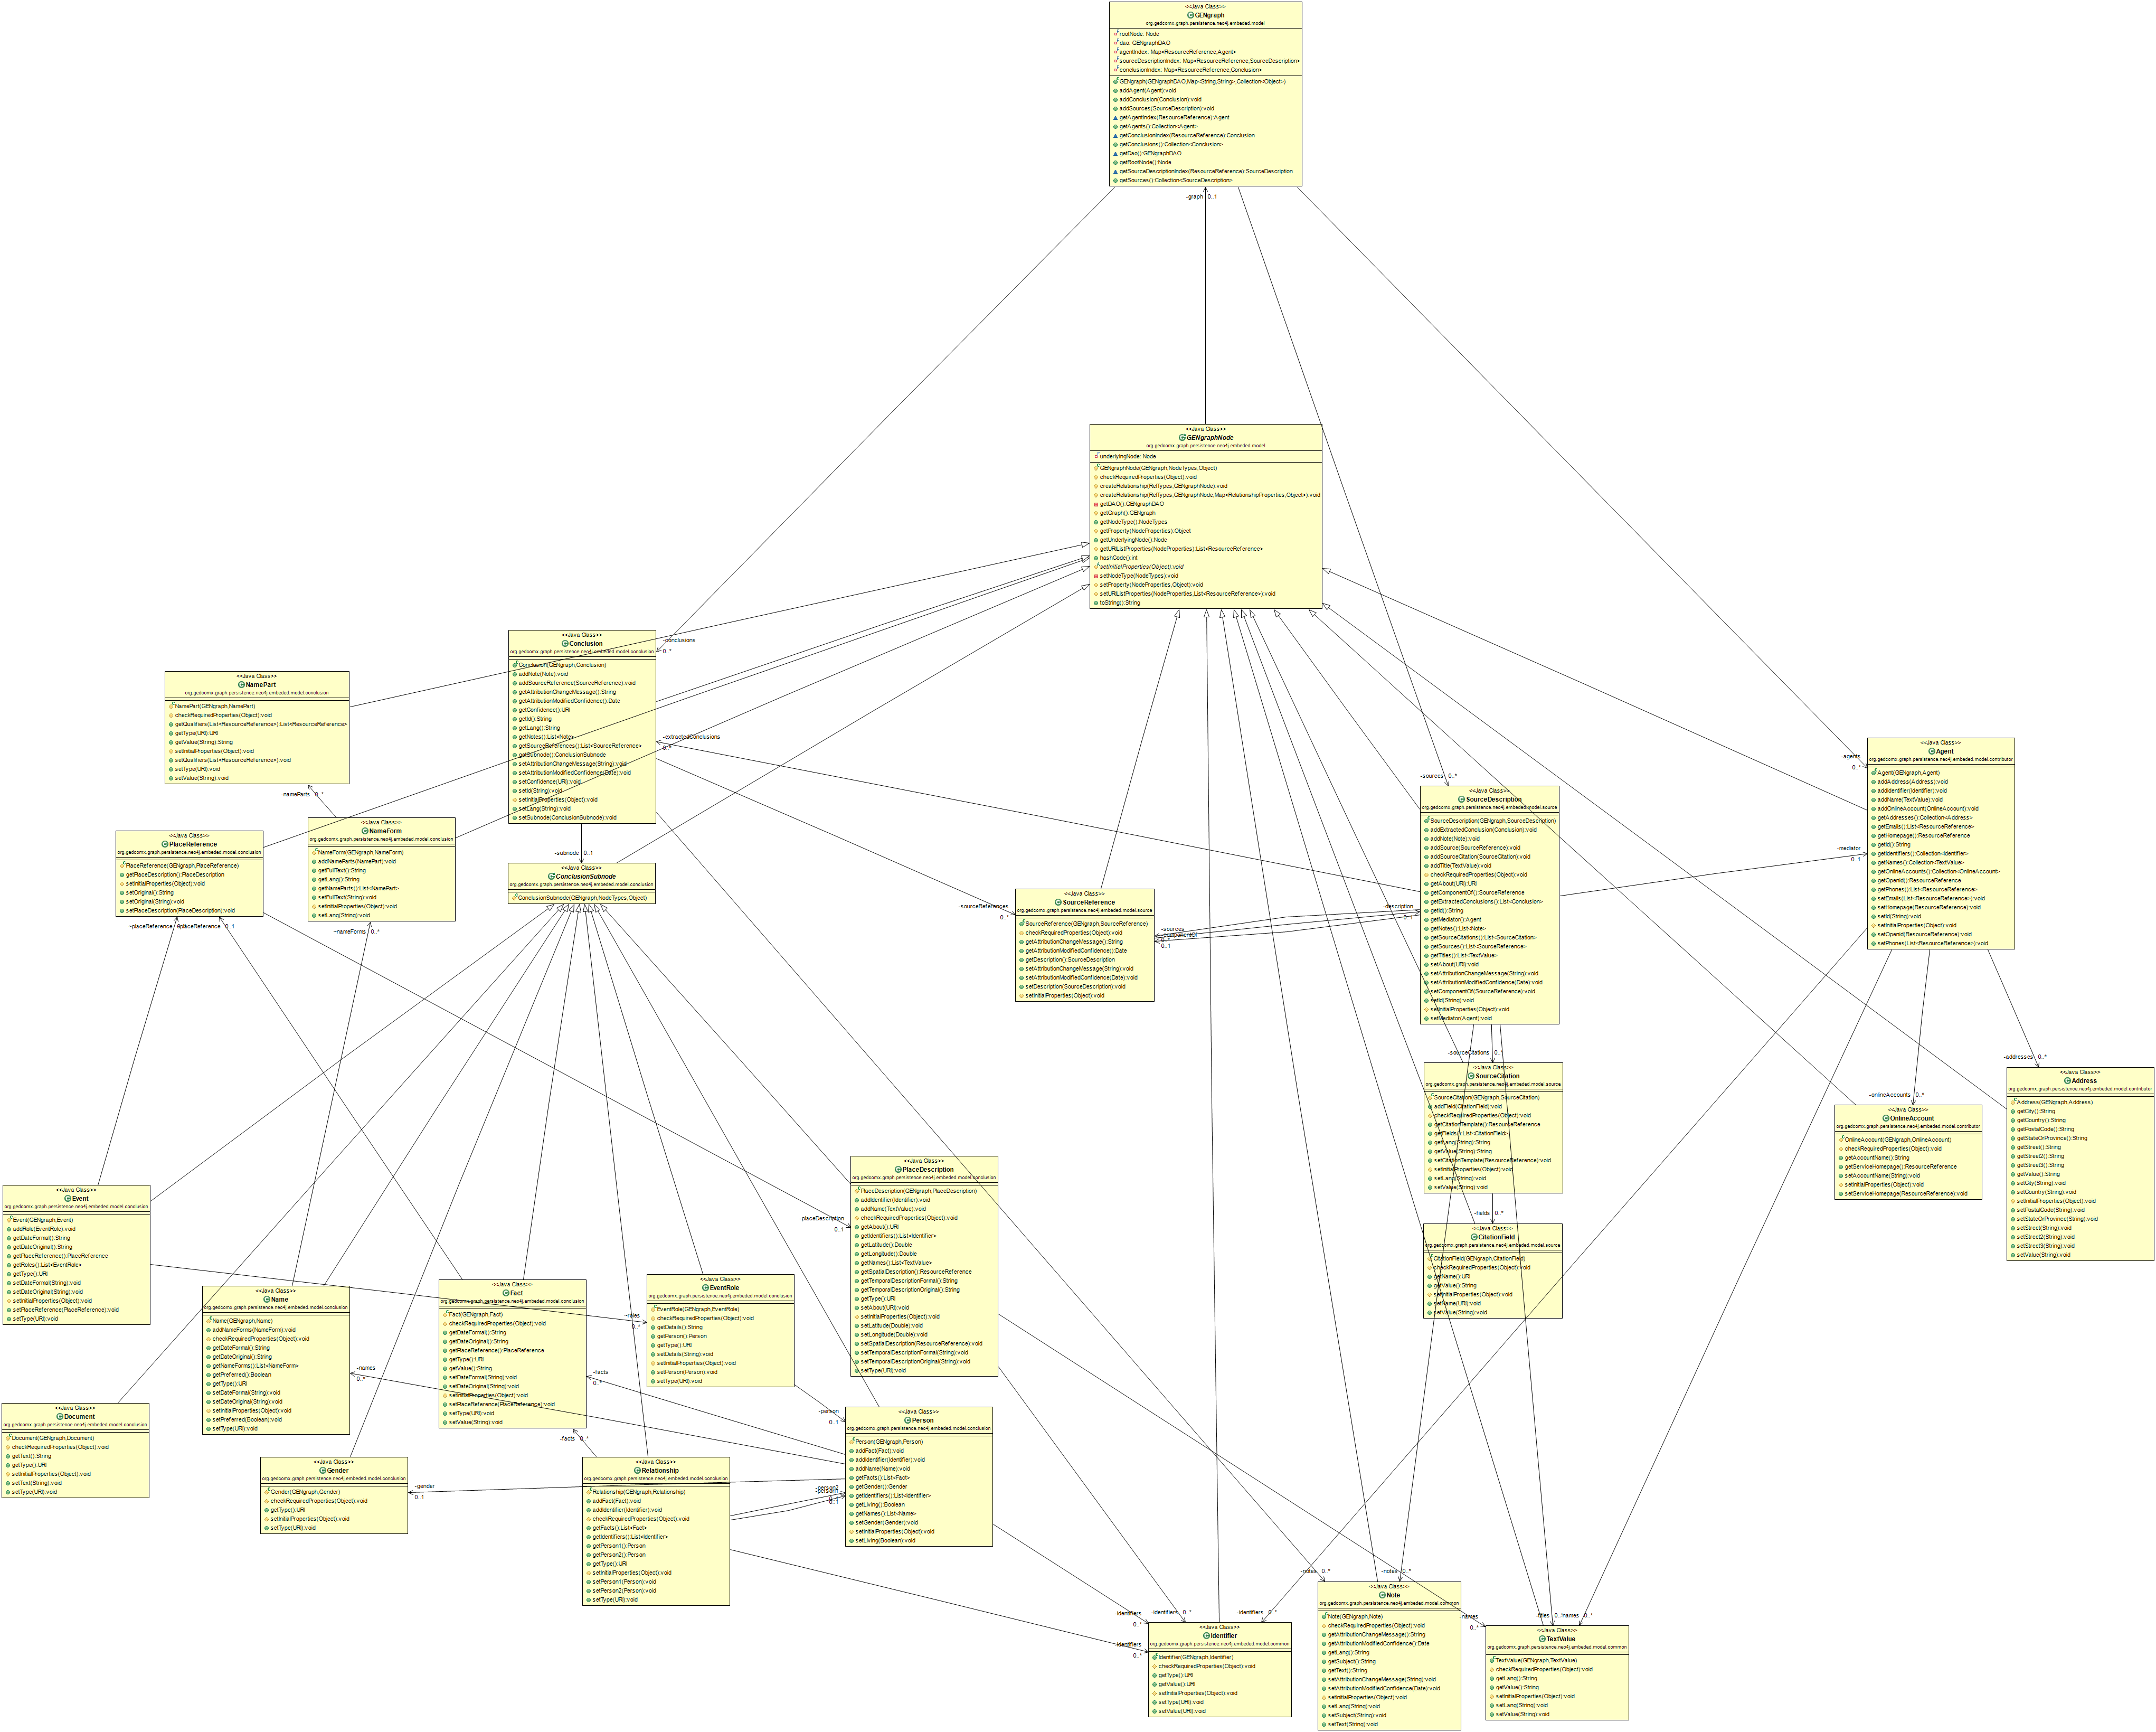 <<Java Class>>
GENgraph
org.gedcomx.graph.persistence.neo4j.embeded.model
rootNode: Node
dao: GENgraphDAO
agentIndex: Map<ResourceReference,Agent>
sourceDescriptionIndex: Map<ResourceReference,SourceDescription>
conclusionIndex: Map<ResourceReference,Conclusion>
GENgraph(GENgraphDAO,Map<String,String>,Collection<Object>)
addAgent(Agent):void
addConclusion(Conclusion):void
addSources(SourceDescription):void
getAgentIndex(ResourceReference):Agent
getAgents():Collection<Agent>
getConclusionIndex(ResourceReference):Conclusion
getConclusions():Collection<Conclusion>
getDao():GENgraphDAO
getRootNode():Node
getSourceDescriptionIndex(ResourceReference):SourceDescription
getSources():Collection<SourceDescription>
-graph 0..1
<<Java Class>>
GENgraphNode
org.gedcomx.graph.persistence.neo4j.embeded.model
underlyingNode: Node
GENgraphNode(GENgraph,NodeTypes,Object)
checkRequiredProperties(Object):void
createRelationship(RelTypes,GENgraphNode):void
createRelationship(RelTypes,GENgraphNode,Map<RelationshipProperties,Object>):void
getDAO():GENgraphDAO
getGraph():GENgraph
getNodeType():NodeTypes
getProperty(NodeProperties):Object
getUnderlyingNode():Node
getURIListProperties(NodeProperties):List<ResourceReference>
hashCode():int
setInitialProperties(Object):void
setNodeType(NodeTypes):void
setProperty(NodeProperties,Object):void
setURIListProperties(NodeProperties,List<ResourceReference>):void
toString():String
<<Java Class>>
Conclusion
org.gedcomx.graph.persistence.neo4j.embeded.model.conclusion
Conclusion(GENgraph,Conclusion)
addNote(Note):void
addSourceReference(SourceReference):void
getAttributionChangeMessage():String
getAttributionModifiedConfidence():Date
getConfidence():URI
getId():String
getLang():String
getNotes():List<Note>
getSourceReferences():List<SourceReference>
getSubnode():ConclusionSubnode
setAttributionChangeMessage(String):void
setAttributionModifiedConfidence(Date):void
setConfidence(URI):void
setId(String):void
setInitialProperties(Object):void
setLang(String):void
setSubnode(ConclusionSubnode):void
-conclusions
0..*
-extractedConclusions
0..*
<<Java Class>>
NamePart
org.gedcomx.graph.persistence.neo4j.embeded.model.conclusion
NamePart(GENgraph,NamePart)
checkRequiredProperties(Object):void
getQualifiers(List<ResourceReference>):List<ResourceReference>
getType(URI):URI
getValue(String):String
setInitialProperties(Object):void
setQualifiers(List<ResourceReference>):void
setType(URI):void
setValue(String):void
-nameParts 0..*
<<Java Class>>
NameForm
org.gedcomx.graph.persistence.neo4j.embeded.model.conclusion
NameForm(GENgraph,NameForm)
addNameParts(NamePart):void
getFullText():String
getLang():String
getNameParts():List<NamePart>
setFullText(String):void
setInitialProperties(Object):void
setLang(String):void
~nameForms 0..*
<<Java Class>>
PlaceReference
org.gedcomx.graph.persistence.neo4j.embeded.model.conclusion
PlaceReference(GENgraph,PlaceReference)
getPlaceDescription():PlaceDescription
setInitialProperties(Object):void
setOriginal():String
setOriginal(String):void
setPlaceDescription(PlaceDescription):void
~placeReference
placeReference 0..1
-subnode 0..1
<<Java Class>>
ConclusionSubnode
org.gedcomx.graph.persistence.neo4j.embeded.model.conclusion
ConclusionSubnode(GENgraph,NodeTypes,Object)
-sourceReferences
0..*
<<Java Class>>
SourceReference
org.gedcomx.graph.persistence.neo4j.embeded.model.source
SourceReference(GENgraph,SourceReference)
checkRequiredProperties(Object):void
getAttributionChangeMessage():String
getAttributionModifiedConfidence():Date
getDescription():SourceDescription
setAttributionChangeMessage(String):void
setAttributionModifiedConfidence(Date):void
setDescription(SourceDescription):void
setInitialProperties(Object):void
-description
0..1
-sources
-componentOf
0..*
0..1
-sources 0..*
<<Java Class>>
SourceDescription
org.gedcomx.graph.persistence.neo4j.embeded.model.source
SourceDescription(GENgraph,SourceDescription)
addExtractedConclusion(Conclusion):void
addNote(Note):void
addSource(SourceReference):void
addSourceCitation(SourceCitation):void
addTitle(TextValue):void
checkRequiredProperties(Object):void
getAbout(URI):URI
getComponentOf():SourceReference
getExtractedConclusions():List<Conclusion>
getId():String
getMediator():Agent
getNotes():List<Note>
getSourceCitations():List<SourceCitation>
getSources():List<SourceReference>
getTitles():List<TextValue>
setAbout(URI):void
setAttributionChangeMessage(String):void
setAttributionModifiedConfidence(Date):void
setComponentOf(SourceReference):void
setId(String):void
setInitialProperties(Object):void
setMediator(Agent):void
-agents
0..*
-mediator
0..1
<<Java Class>>
Agent
org.gedcomx.graph.persistence.neo4j.embeded.model.contributor
Agent(GENgraph,Agent)
addAddress(Address):void
addIdentifier(Identifier):void
addName(TextValue):void
addOnlineAccount(OnlineAccount):void
getAddresses():Collection<Address>
getEmails():List<ResourceReference>
getHomepage():ResourceReference
getId():String
getIdentifiers():Collection<Identifier>
getNames():Collection<TextValue>
getOnlineAccounts():Collection<OnlineAccount>
getOpenid():ResourceReference
getPhones():List<ResourceReference>
setEmails(List<ResourceReference>):void
setHomepage(ResourceReference):void
setId(String):void
setInitialProperties(Object):void
setOpenid(ResourceReference):void
setPhones(List<ResourceReference>):void
-sourceCitations 0..*
<<Java Class>>
SourceCitation
org.gedcomx.graph.persistence.neo4j.embeded.model.source
SourceCitation(GENgraph,SourceCitation)
addField(CitationField):void
checkRequiredProperties(Object):void
getCitationTemplate():ResourceReference
getFields():List<CitationField>
getLang(String):String
getValue(String):String
setCitationTemplate(ResourceReference):void
setInitialProperties(Object):void
setLang(String):void
setValue(String):void
-fields 0..*
<<Java Class>>
CitationField
org.gedcomx.graph.persistence.neo4j.embeded.model.source
CitationField(GENgraph,CitationField)
checkRequiredProperties(Object):void
getName():URI
getValue():String
setInitialProperties(Object):void
setName(URI):void
setValue(String):void
-onlineAccounts 0..*
<<Java Class>>
OnlineAccount
org.gedcomx.graph.persistence.neo4j.embeded.model.contributor
OnlineAccount(GENgraph,OnlineAccount)
checkRequiredProperties(Object):void
getAccountName():String
getServiceHomepage():ResourceReference
setAccountName(String):void
setInitialProperties(Object):void
setServiceHomepage(ResourceReference):void
-addresses 0..*
<<Java Class>>
Address
org.gedcomx.graph.persistence.neo4j.embeded.model.contributor
Address(GENgraph,Address)
getCity():String
getCountry():String
getPostalCode():String
getStateOrProvince():String
getStreet():String
getStreet2():String
getStreet3():String
getValue():String
setCity(String):void
setCountry(String):void
setInitialProperties(Object):void
setPostalCode(String):void
setStateOrProvince(String):void
setStreet(String):void
setStreet2(String):void
setStreet3(String):void
setValue(String):void
<<Java Class>>
Event
org.gedcomx.graph.persistence.neo4j.embeded.model.conclusion
Event(GENgraph,Event)
addRole(EventRole):void
getDateFormal():String
getDateOriginal():String
getPlaceReference():PlaceReference
getRoles():List<EventRole>
getType():URI
setDateFormal(String):void
setDateOriginal(String):void
setInitialProperties(Object):void
setPlaceReference(PlaceReference):void
setType(URI):void
<<Java Class>>
Name
org.gedcomx.graph.persistence.neo4j.embeded.model.conclusion
Name(GENgraph,Name)
addNameForms(NameForm):void
checkRequiredProperties(Object):void
getDateFormal():String
getDateOriginal():String
getNameForms():List<NameForm>
getPreferred():Boolean
getType():URI
setDateFormal(String):void
setDateOriginal(String):void
setInitialProperties(Object):void
setPreferred(Boolean):void
setType(URI):void
-names
0..*
<<Java Class>>
Fact
org.gedcomx.graph.persistence.neo4j.embeded.model.conclusion
Fact(GENgraph,Fact)
checkRequiredProperties(Object):void
getDateFormal():String
getDateOriginal():String
getPlaceReference():PlaceReference
getType():URI
getValue():String
setDateFormal(String):void
setDateOriginal(String):void
setInitialProperties(Object):void
setPlaceReference(PlaceReference):void
setType(URI):void
setValue(String):void
-facts
0..*
-facts 0..*
~roles
0..*
<<Java Class>>
EventRole
org.gedcomx.graph.persistence.neo4j.embeded.model.conclusion
EventRole(GENgraph,EventRole)
checkRequiredProperties(Object):void
getDetails():String
getPerson():Person
getType():URI
setDetails(String):void
setInitialProperties(Object):void
setPerson(Person):void
setType(URI):void
-placeDescription
0..1
<<Java Class>>
PlaceDescription
org.gedcomx.graph.persistence.neo4j.embeded.model.conclusion
PlaceDescription(GENgraph,PlaceDescription)
addIdentifier(Identifier):void
addName(TextValue):void
checkRequiredProperties(Object):void
getAbout():URI
getIdentifiers():List<Identifier>
getLatitude():Double
getLongitude():Double
getNames():List<TextValue>
getSpatialDescription():ResourceReference
getTemporalDescriptionFormal():String
getTemporalDescriptionOriginal():String
getType():URI
setAbout(URI):void
setInitialProperties(Object):void
setLatitude(Double):void
setLongitude(Double):void
setSpatialDescription(ResourceReference):void
setTemporalDescriptionFormal(String):void
setTemporalDescriptionOriginal(String):void
setType(URI):void
<<Java Class>>
Document
org.gedcomx.graph.persistence.neo4j.embeded.model.conclusion
Document(GENgraph,Document)
checkRequiredProperties(Object):void
getText():String
getType():URI
setInitialProperties(Object):void
setText(String):void
setType(URI):void
<<Java Class>>
Gender
org.gedcomx.graph.persistence.neo4j.embeded.model.conclusion
Gender(GENgraph,Gender)
checkRequiredProperties(Object):void
getType():URI
setInitialProperties(Object):void
setType(URI):void
-gender
0..1
<<Java Class>>
Relationship
org.gedcomx.graph.persistence.neo4j.embeded.model.conclusion
Relationship(GENgraph,Relationship)
addFact(Fact):void
addIdentifier(Identifier):void
checkRequiredProperties(Object):void
getFacts():List<Fact>
getIdentifiers():List<Identifier>
getPerson1():Person
getPerson2():Person
getType():URI
setInitialProperties(Object):void
setPerson1(Person):void
setPerson2(Person):void
setType(URI):void
-person
0..1
-person2
0..1
<<Java Class>>
Person
org.gedcomx.graph.persistence.neo4j.embeded.model.conclusion
Person(GENgraph,Person)
addFact(Fact):void
addIdentifier(Identifier):void
addName(Name):void
getFacts():List<Fact>
getGender():Gender
getIdentifiers():List<Identifier>
getLiving():Boolean
getNames():List<Name>
setGender(Gender):void
setInitialProperties(Object):void
setLiving(Boolean):void
-identifiers
0..*
-identifiers 0..*
-identifiers 0..*
-identifiers
0..*
<<Java Class>>
Identifier
org.gedcomx.graph.persistence.neo4j.embeded.model.common
Identifier(GENgraph,Identifier)
checkRequiredProperties(Object):void
getType():URI
getValue():URI
setInitialProperties(Object):void
setType(URI):void
setValue(URI):void
-notes 0..*
-notes 0..*
<<Java Class>>
Note
org.gedcomx.graph.persistence.neo4j.embeded.model.common
Note(GENgraph,Note)
checkRequiredProperties(Object):void
getAttributionChangeMessage():String
getAttributionModifiedConfidence():Date
getLang():String
getSubject():String
getText():String
setAttributionChangeMessage(String):void
setAttributionModifiedConfidence(Date):void
setInitialProperties(Object):void
setLang(String):void
setSubject(String):void
setText(String):void
-names
0..*
-titles 0..*
names 0..*
<<Java Class>>
TextValue
org.gedcomx.graph.persistence.neo4j.embeded.model.common
TextValue(GENgraph,TextValue)
checkRequiredProperties(Object):void
getLang():String
getValue():String
setInitialProperties(Object):void
setLang(String):void
setValue(String):void